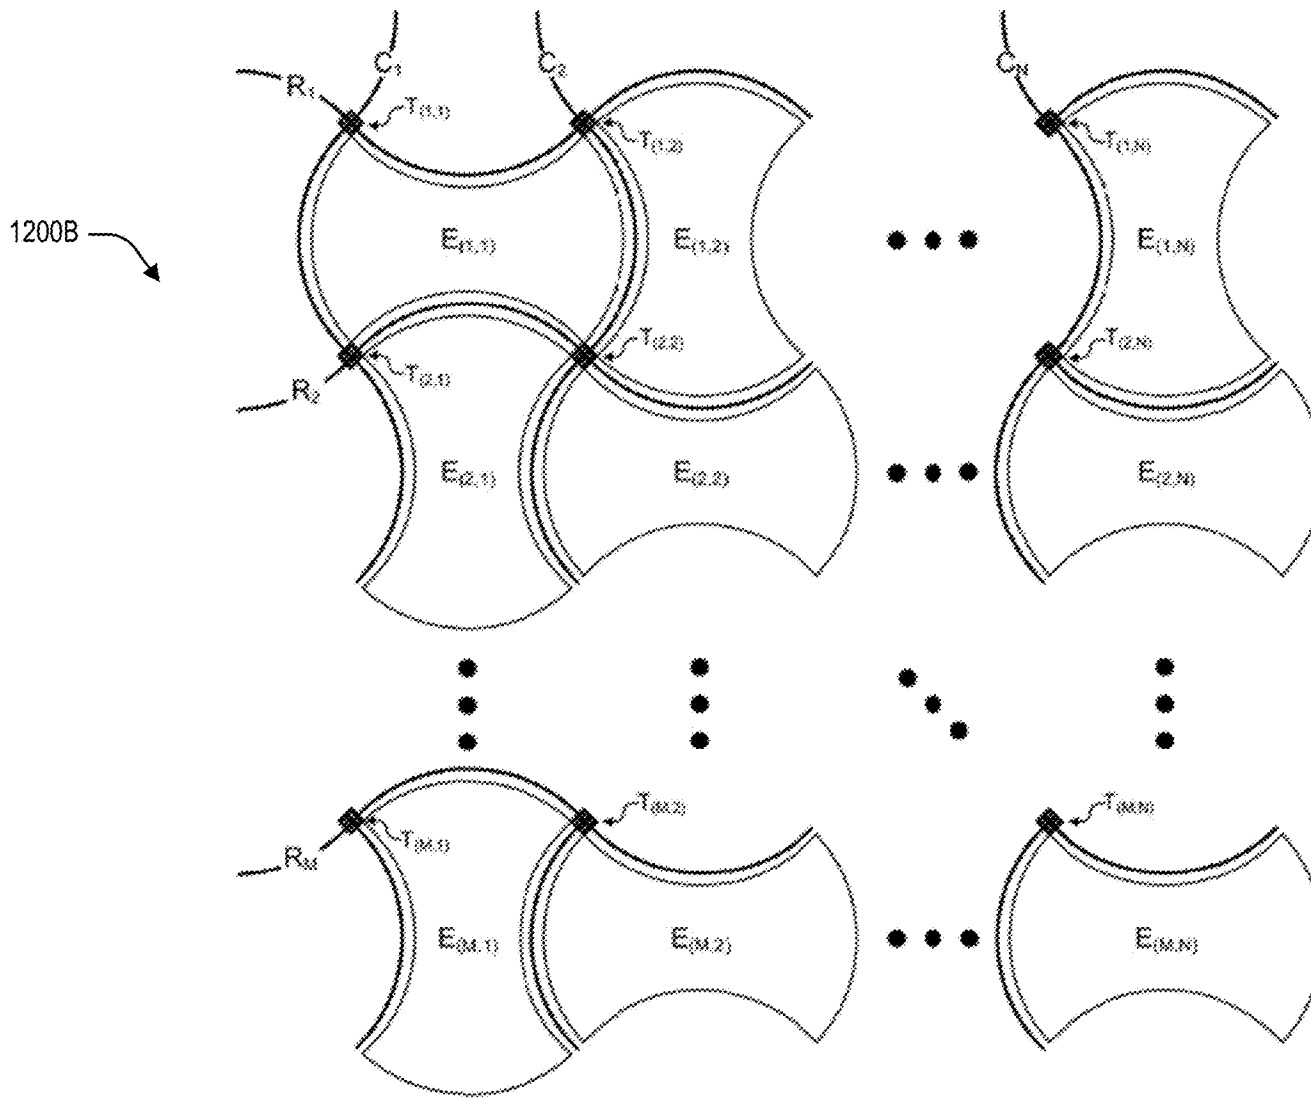 C1 C2 CN
R1 T(1,1) T(1,2) T(1,N)
1200B E(1,1) E(1,2) E(1,N)
T(2,1) T(2,2) T(2,N)
R2
E(2,1) E(2,2) E(2,N)
T(M,1) T(M,2) T(M,N)
RM
E(M,1) E(M,2) E(M,N)